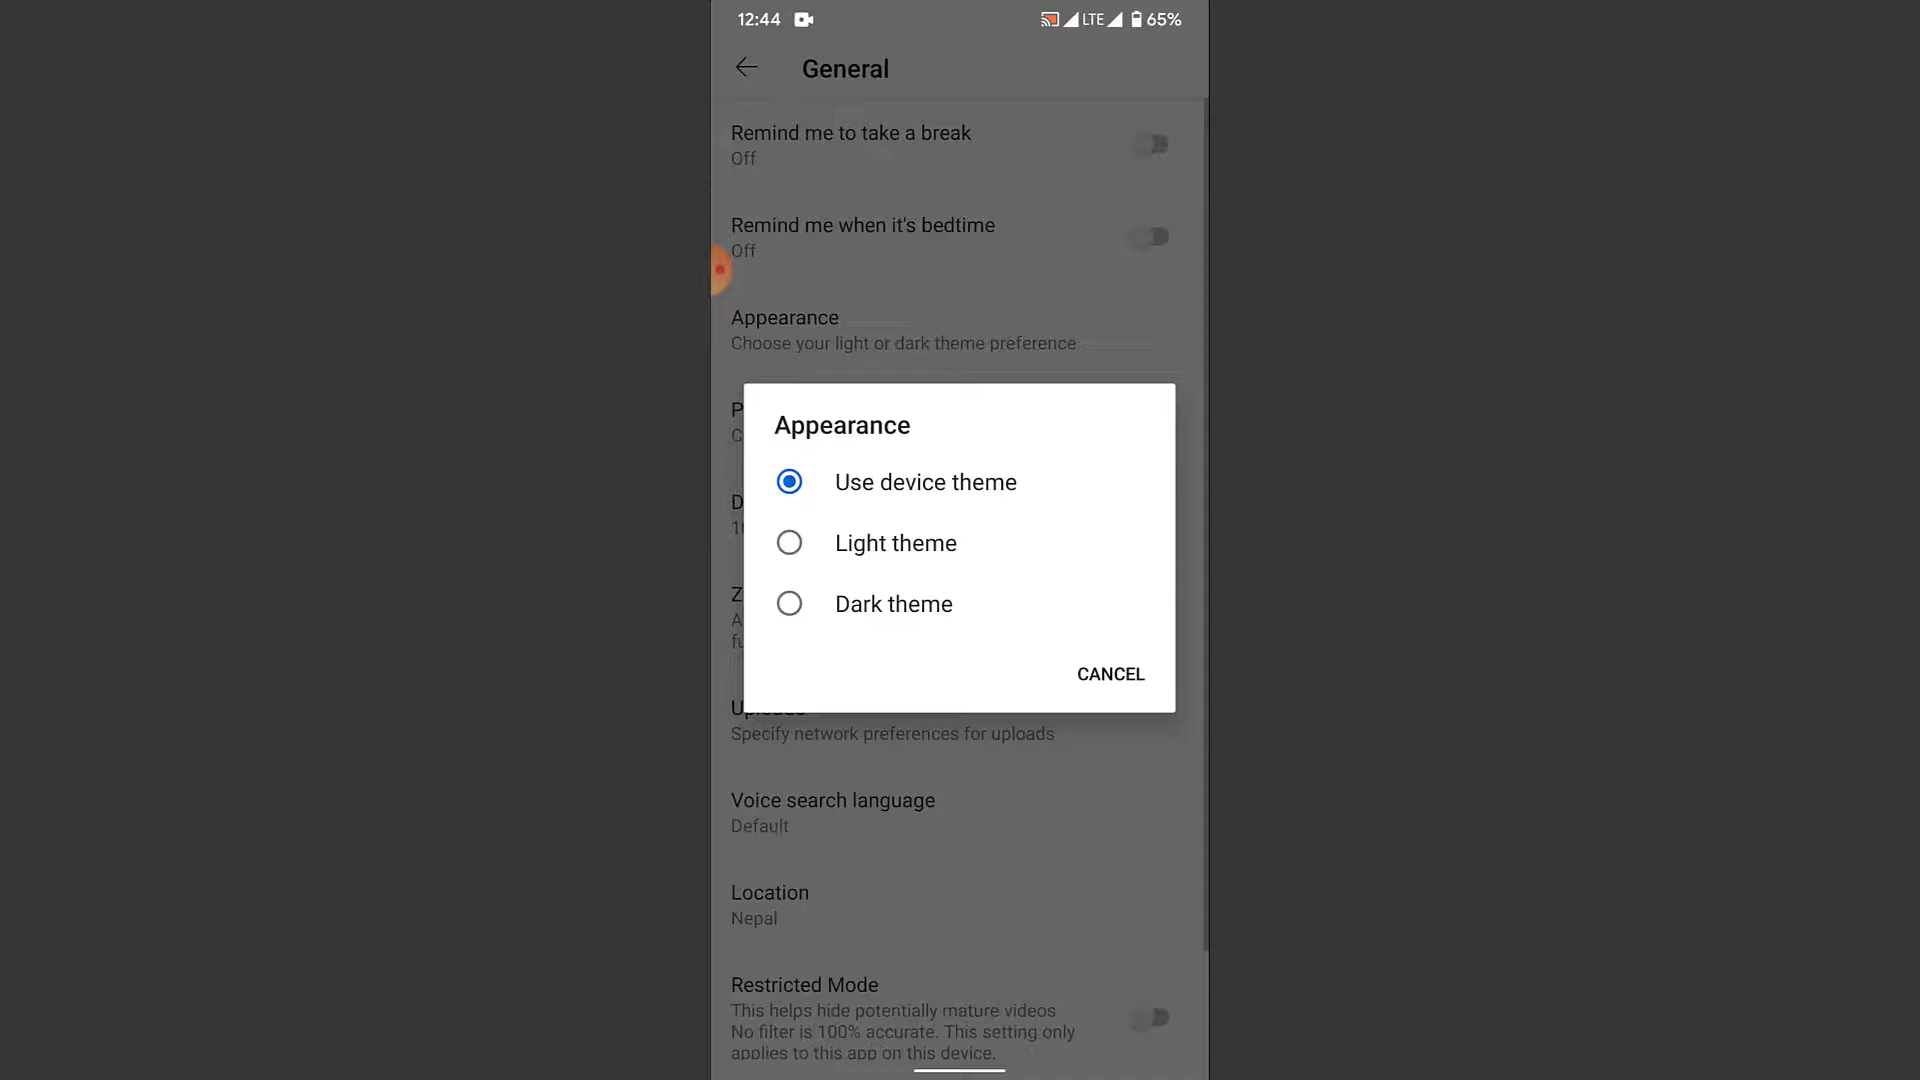 12:44
LTE 65%
General
Remind me to take a break
Off
Remind me when it's bedtime
Off
Appearance
Choose your light or dark theme preference
Appearance
Use device theme
Light theme
Dark theme
CANCEL
Uploads
Specify network preferences for uploads
Voice search language
Default
Location
Nepal
Restricted Mode
This helps hide potentially mature videos
No filter is 100% accurate. This setting only
applies to this app on this device.